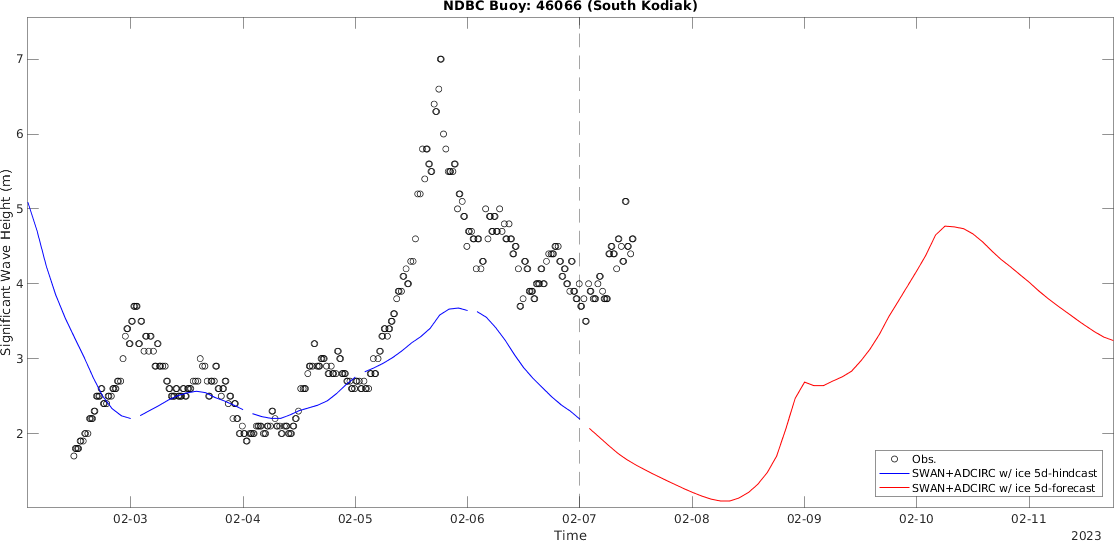 NDBC Buoy: 46066 (South Kodiak)
Significant Wave Height (m)
7
6
5
4
3
2
Obs.
SWAN+ADCIRC w/ ice 5d-hindcast
SWAN+ADCIRC w/ ice 5d-forecast
02-03 02-04 02-05 02-06 02-07 02-08 02-09 02-10 02-11
Time
2023